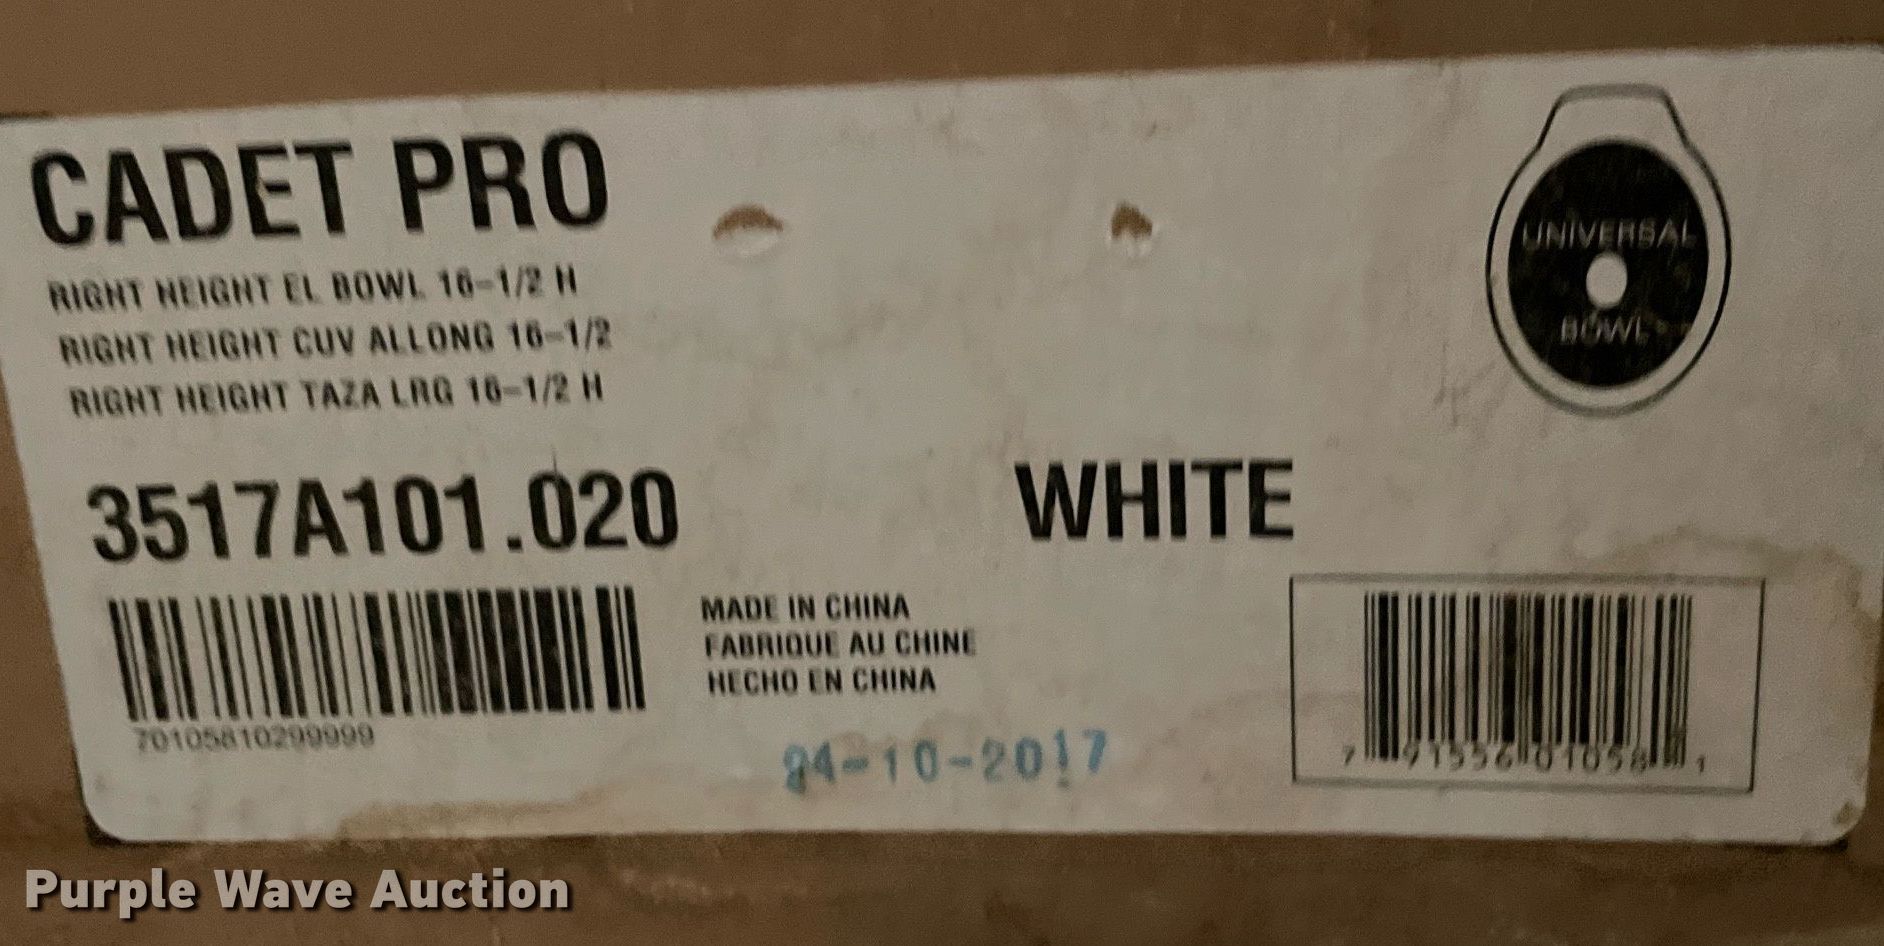 CADET PRO
RIGHT HEIGHT EL BOWL 16-1/2 H
RIGHT HEIGHT CUV ALLONG 16-1/2
RIGHT HEIGHT TAZA LRG 16-1/2 H
UNIVERSAL
BOWL
3517A101.020
WHITE
MADE IN CHINA
FABRIQUE AU CHINE
HECHO EN CHINA
70105810299999
04-10-2017
7 91556 01058 1
Purple Wave Auction